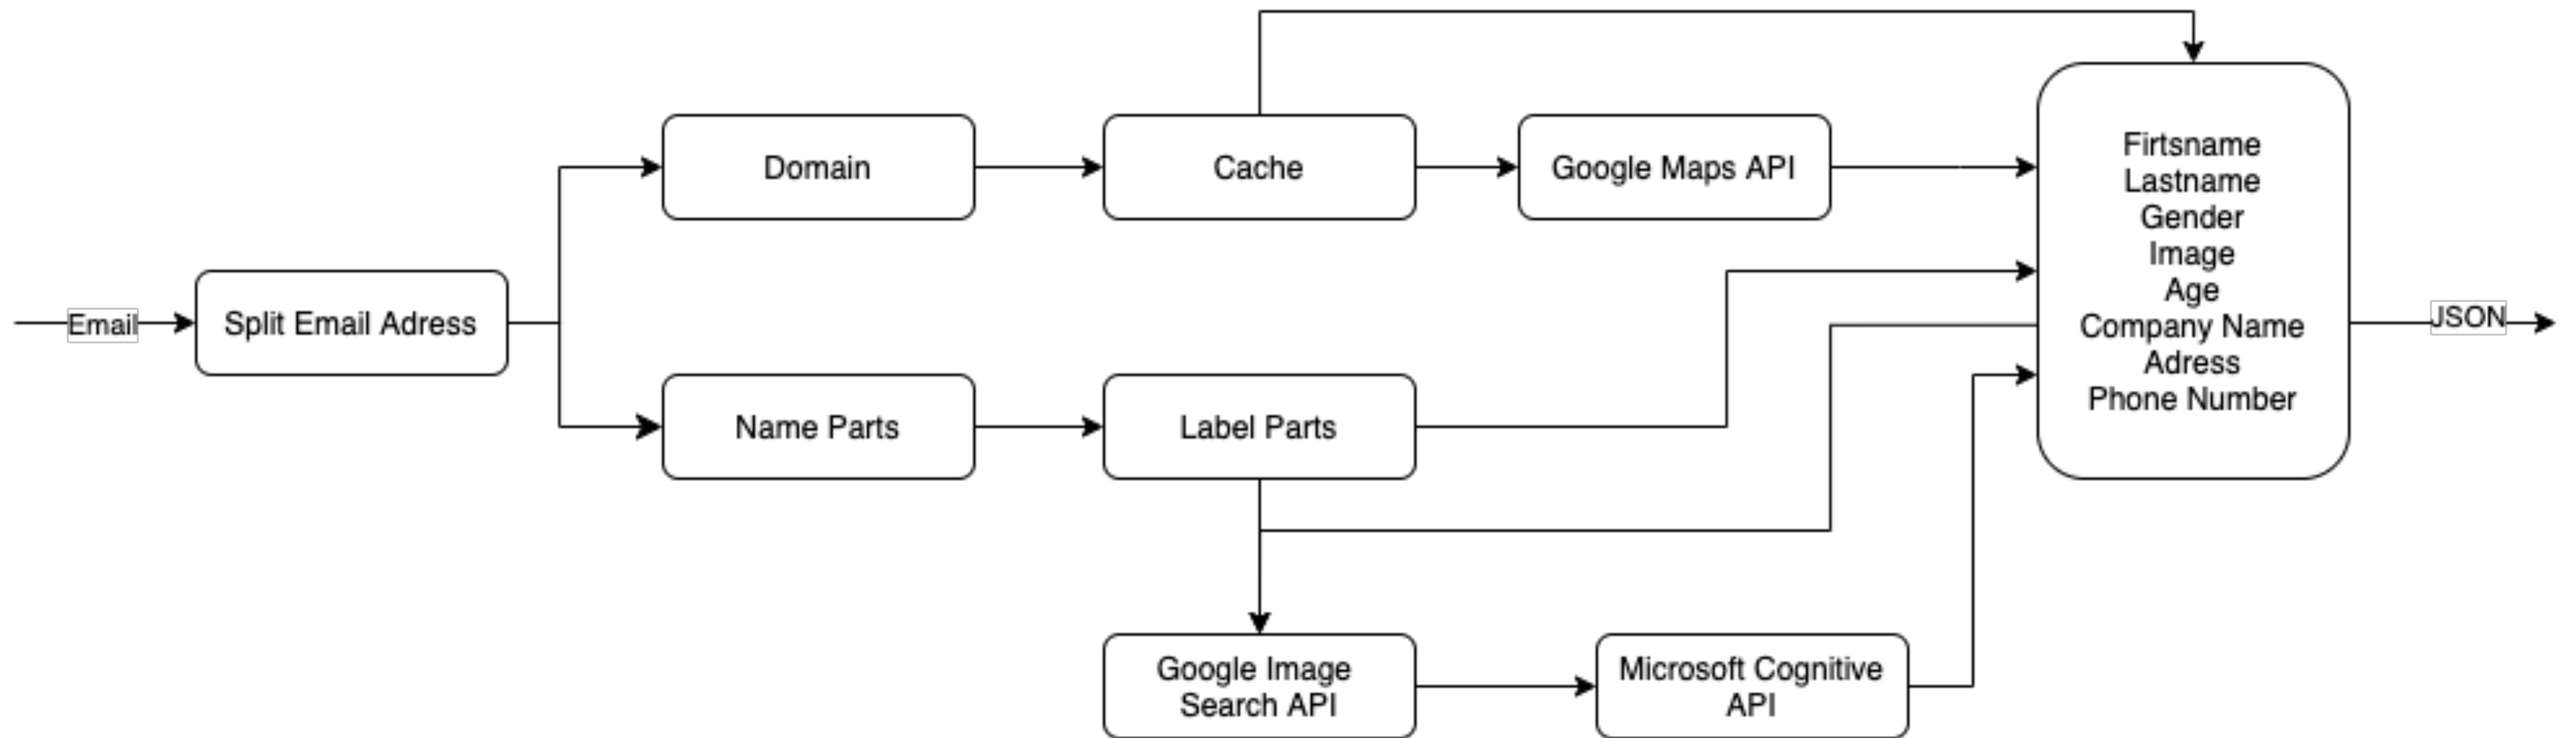 Email
Split Email Adress
Domain
Cache
Google Maps API
Name Parts
Label Parts
Google Image
Search API
Microsoft Cognitive
API
Firtsname
Lastname
Gender
Image
Age
Company Name
Adress
Phone Number
JSON